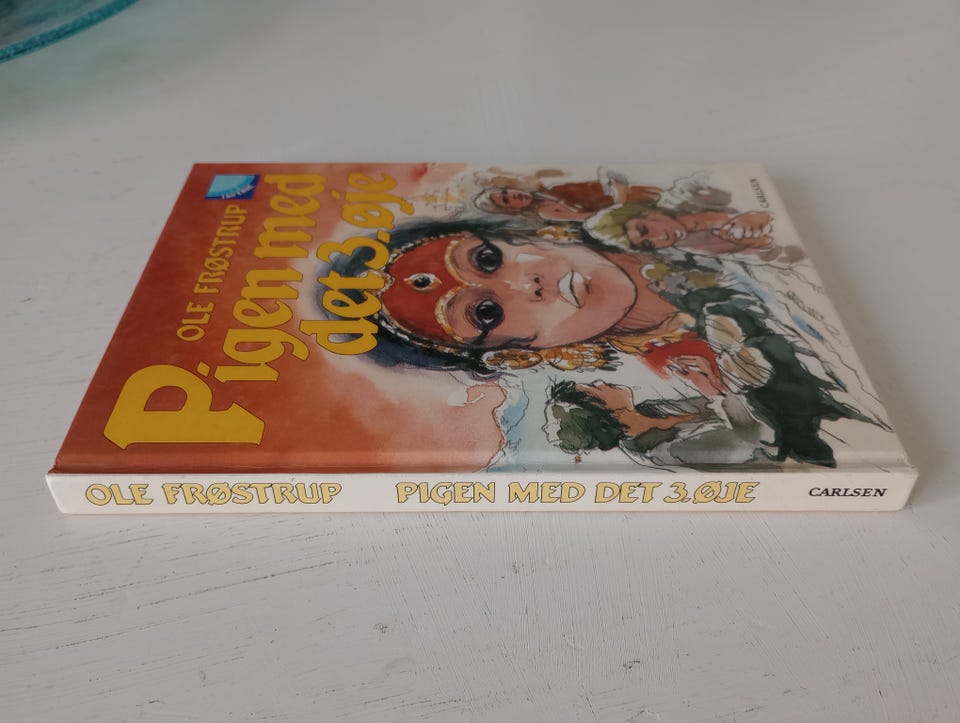 OLE FRØSTRUP
Pigen med
det 3. øje
CARLSEN
OLE FRØSTRUP PIGEN MED DET 3. ØJE CARLSEN